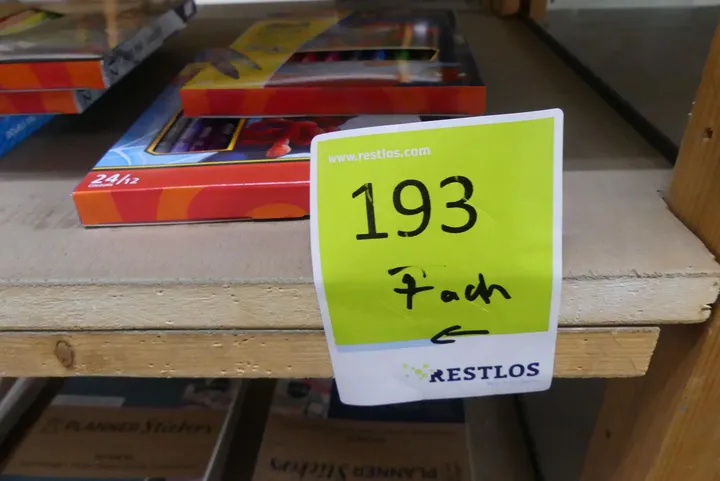 24/12
www.restlos.com
193
Fach
←
RESTLOS
PLANNER Stickers
PLANNER Stickers